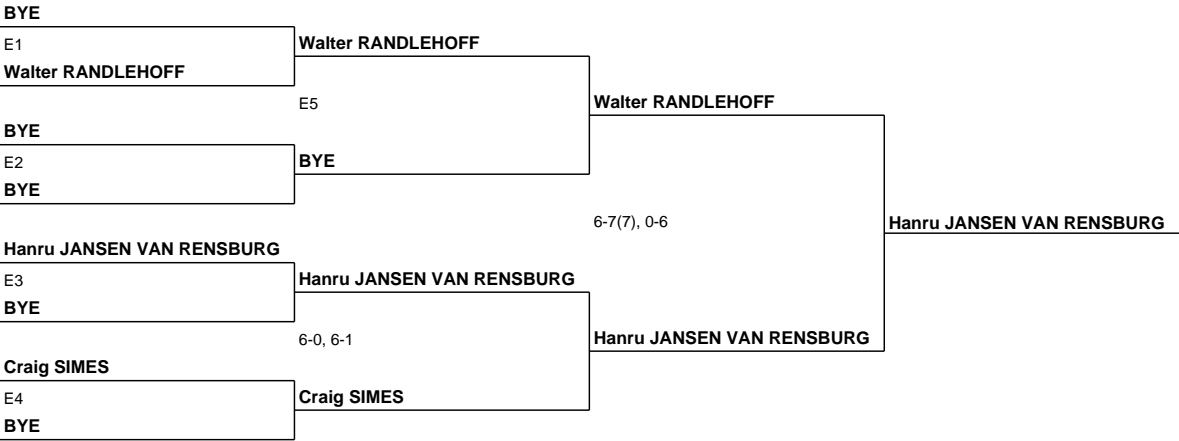 BYE
E1
Walter RANDLEHOFF
Walter RANDLEHOFF
E5
Walter RANDLEHOFF
BYE
E2
BYE
BYE
6-7(7), 0-6
Hanru JANSEN VAN RENSBURG
Hanru JANSEN VAN RENSBURG
E3
Hanru JANSEN VAN RENSBURG
BYE
6-0, 6-1
Hanru JANSEN VAN RENSBURG
Craig SIMES
E4
Craig SIMES
BYE